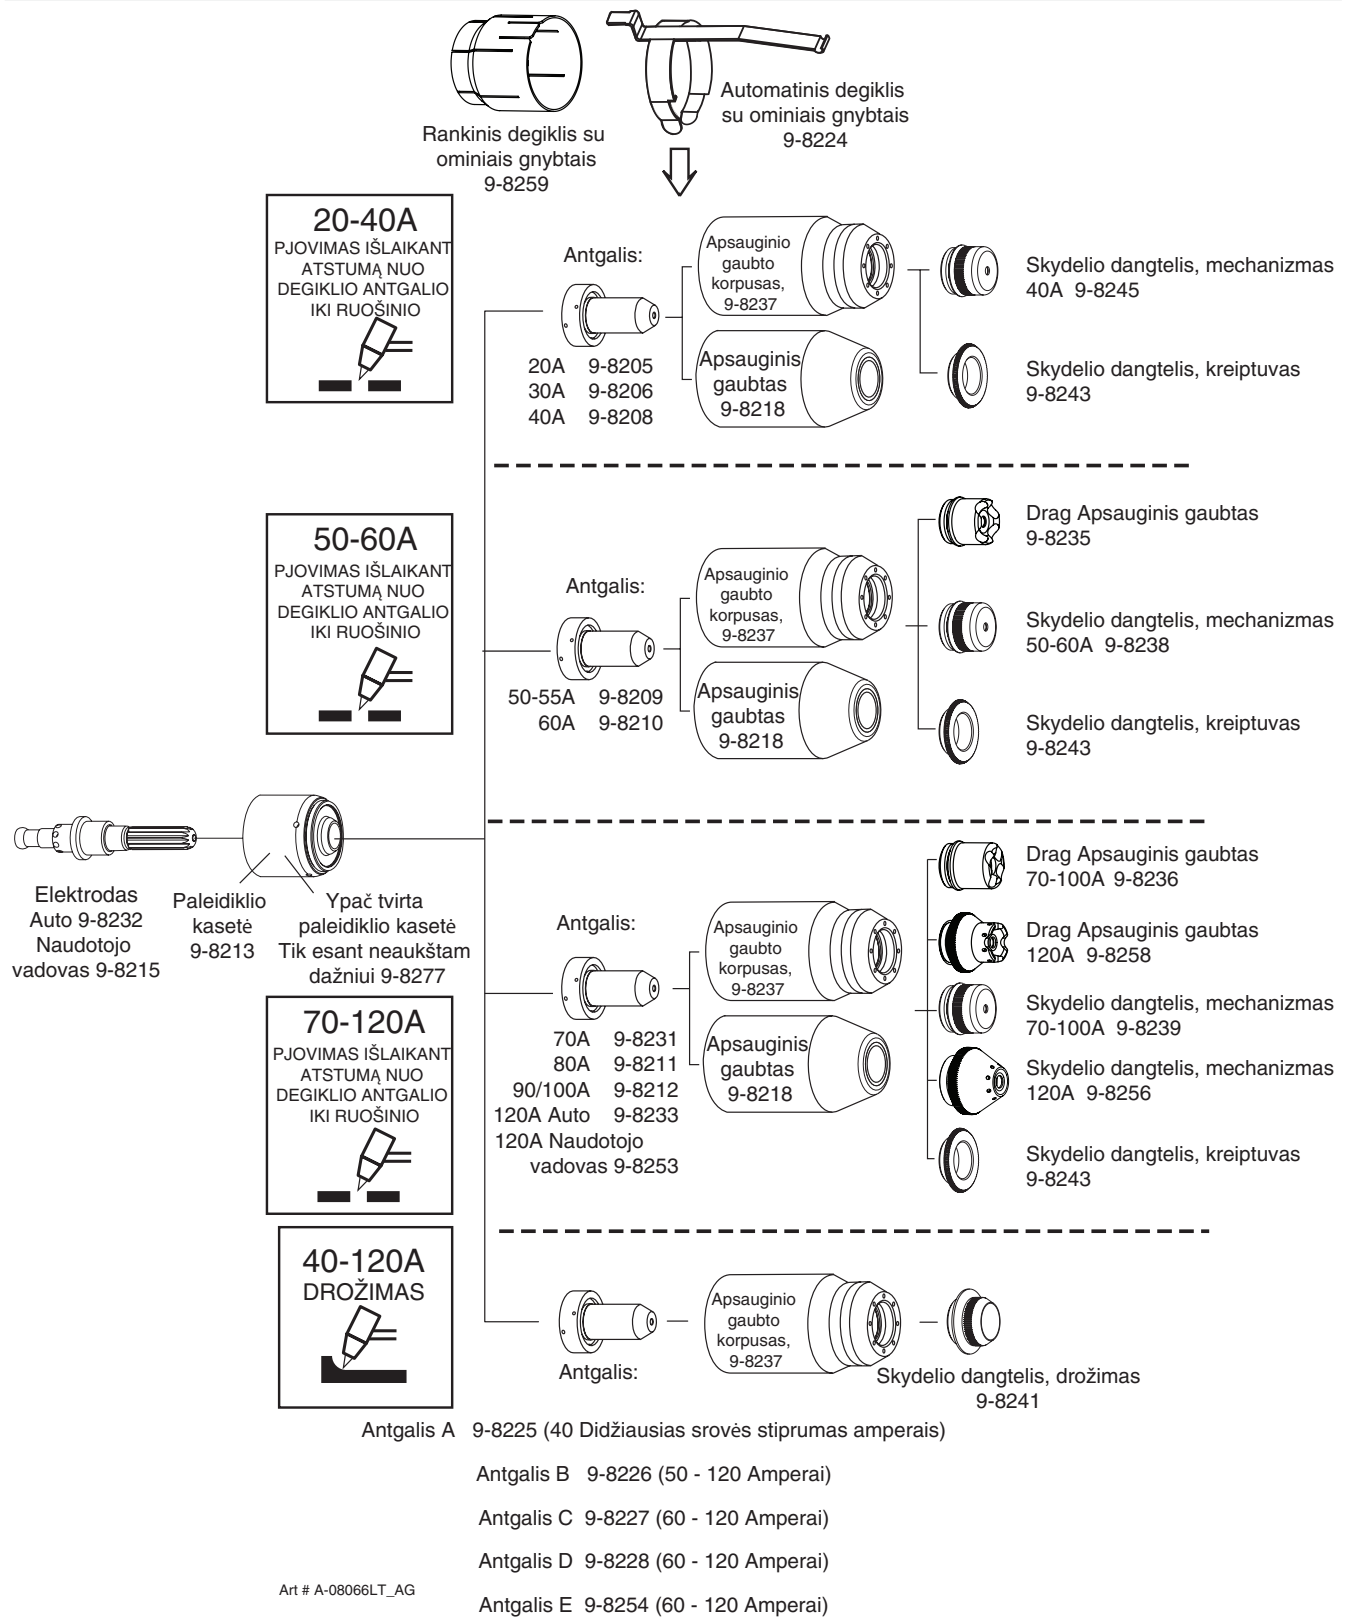 Automatinis degiklis
su ominiais gnybtais
9-8224
Rankinis degiklis su
ominiais gnybtais
9-8259
20-40A
PJOVIMAS IŠLAIKANT
ATSTUMĄ NUO
DEGIKLIO ANTGALIO
IKI RUOŠINIO
Antgalis:
20A 9-8205
30A 9-8206
40A 9-8208
Apsauginio
gaubto
korpusas,
9-8237
Apsauginis
gaubtas
9-8218
Skydelio dangtelis, mechanizmas
40A 9-8245
Skydelio dangtelis, kreiptuvas
9-8243
50-60A
PJOVIMAS IŠLAIKANT
ATSTUMĄ NUO
DEGIKLIO ANTGALIO
IKI RUOŠINIO
Antgalis:
50-55A 9-8209
60A 9-8210
Apsauginio
gaubto
korpusas,
9-8237
Apsauginis
gaubtas
9-8218
Drag Apsauginis gaubtas
9-8235
Skydelio dangtelis, mechanizmas
50-60A 9-8238
Skydelio dangtelis, kreiptuvas
9-8243
Elektrodas
Auto 9-8232
Naudotojo
vadovas 9-8215
Paleidiklio
kasetė
9-8213
Ypač tvirta
paleidiklio kasetė
Tik esant neaukštam
dažniui 9-8277
70-120A
PJOVIMAS IŠLAIKANT
ATSTUMĄ NUO
DEGIKLIO ANTGALIO
IKI RUOŠINIO
Antgalis:
70A 9-8231
80A 9-8211
90/100A 9-8212
120A Auto 9-8233
120A Naudotojo
vadovas 9-8253
Apsauginio
gaubto
korpusas,
9-8237
Apsauginis
gaubtas
9-8218
Drag Apsauginis gaubtas
70-100A 9-8236
Drag Apsauginis gaubtas
120A 9-8258
Skydelio dangtelis, mechanizmas
70-100A 9-8239
Skydelio dangtelis, mechanizmas
120A 9-8256
Skydelio dangtelis, kreiptuvas
9-8243
40-120A
DROŽIMAS
Antgalis:
Apsauginio
gaubto
korpusas,
9-8237
Skydelio dangtelis, drožimas
9-8241
Antgalis A 9-8225 (40 Didžiausias srovės stiprumas amperais)
Antgalis B 9-8226 (50 - 120 Amperai)
Antgalis C 9-8227 (60 - 120 Amperai)
Antgalis D 9-8228 (60 - 120 Amperai)
Antgalis E 9-8254 (60 - 120 Amperai)
Art # A-08066LT_AG